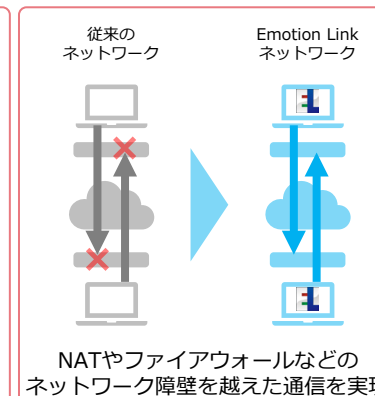 従来の
ネットワーク
Emotion Link
ネットワーク
NATやファイアウォールなどの
ネットワーク障壁を越えた通信を実現